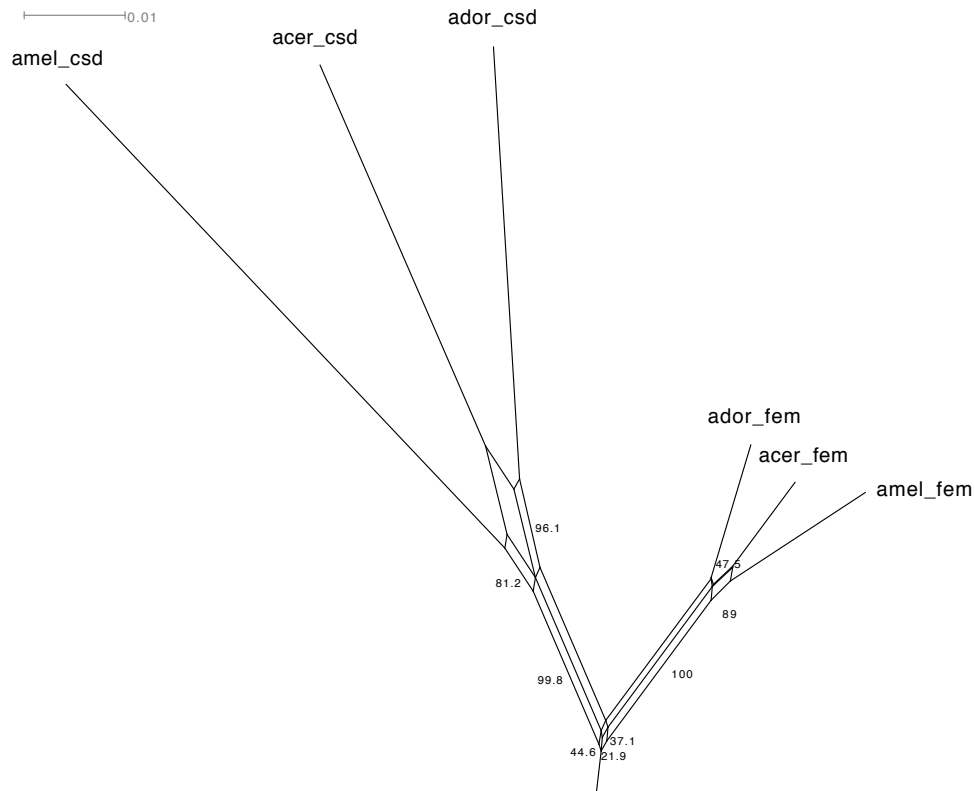 0.01
ador_csd
acer_csd
amel_csd
ador_fem
acer_fem
amel_fem
96.1
47.5
81.2
89
100
99.8
37.1
44.6
21.9